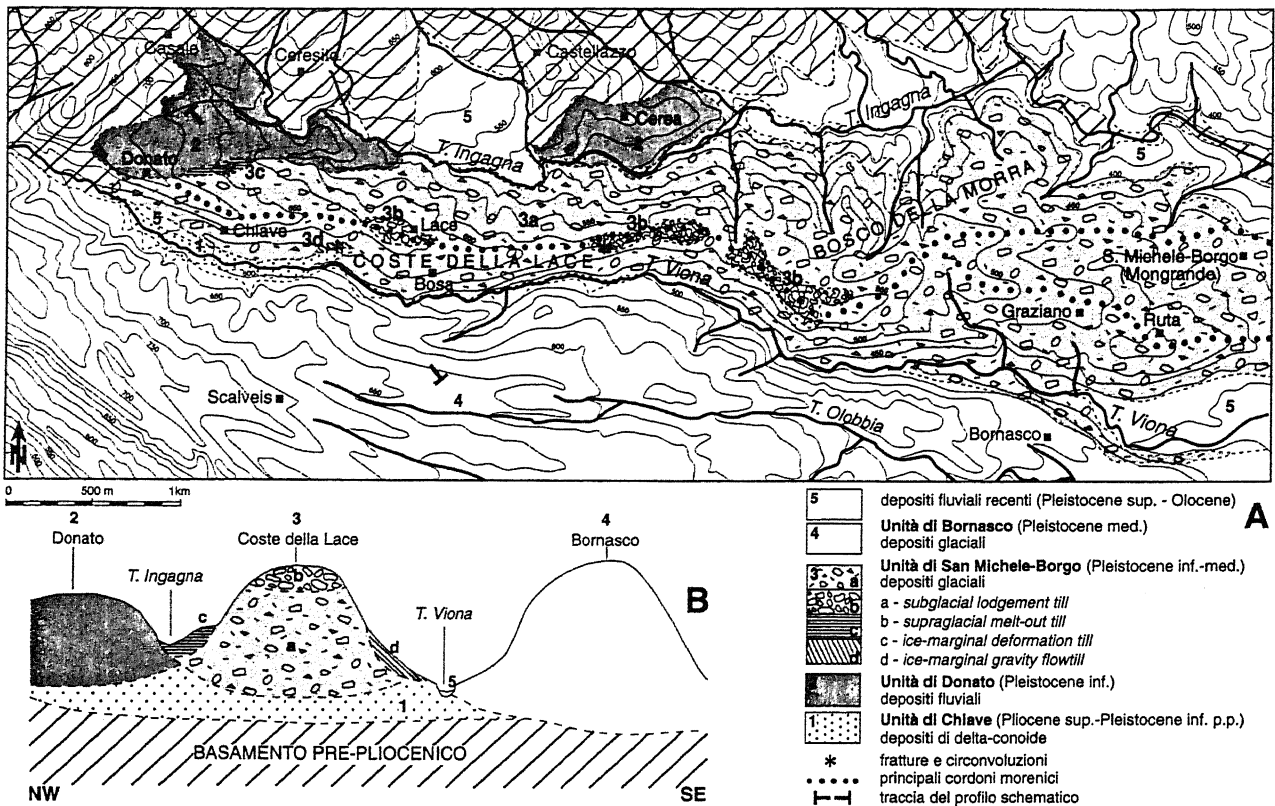 Casale
Ceresito
Castellazzo
T. Ingagna
5
5
Cerea
2
2
Donato
T. Ingagna
3c
BOSCO DELLA MORRA
5
Chiave
1
3b
Lace
3a
3b
3d
COSTE DELLA LACE
Bosa
T. Viona
3b
S. Michele-Borgo
(Mongrande)
Graziano
Ruta
Scalveis
4
T. Olobbia
Bornasco
T. Viona
5
N
0 500 m 1km
A
2
Donato
T. Ingagna
3
Coste della Lace
4
Bornasco
T. Viona
B
b
c
a
d
5
1
BASAMENTO PRE-PLIOCENICO
NW
SE
5 depositi fluviali recenti (Pleistocene sup. - Olocene)
4 Unità di Bornasco (Pleistocene med.)
depositi glaciali
3 Unità di San Michele-Borgo (Pleistocene inf.-med.)
depositi glaciali
a a - subglacial lodgement till
b b - supraglacial melt-out till
c c - ice-marginal deformation till
d d - ice-marginal gravity flowtill
Unità di Donato (Pleistocene inf.)
depositi fluviali
1 Unità di Chiave (Pliocene sup.-Pleistocene inf. p.p.)
depositi di delta-conoide
* fratture e circonvoluzioni
principali cordoni morenici
traccia del profilo schematico